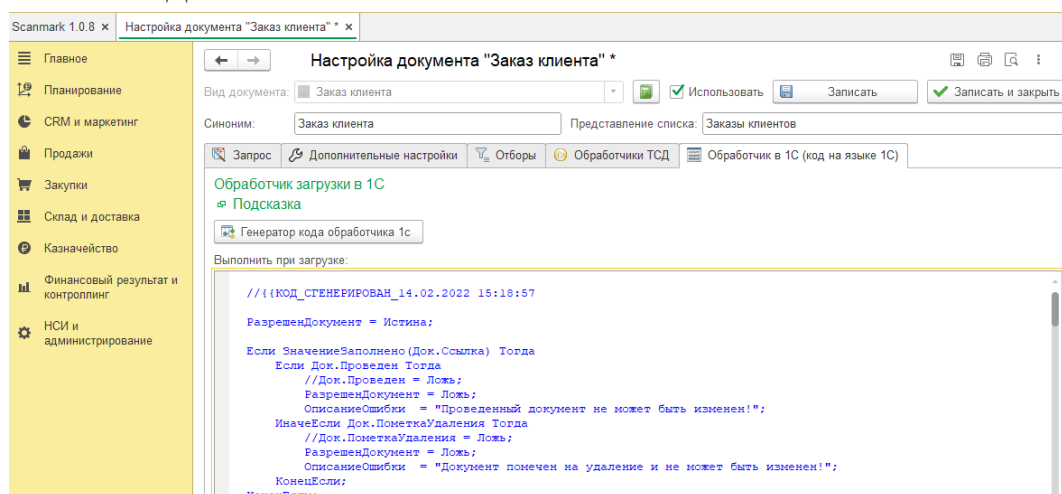 Scanmark 1.0.8 × Настройка документа "Заказ клиента" * ×
Главное
Планирование
CRM и маркетинг
Продажи
Закупки
Склад и доставка
Казначейство
Финансовый результат и
контроллинг
НСИ и
администрирование
Настройка документ "Заказ клиента" *
Вид документа: Заказ клиента Использовать Записать Записать и закрыть
Синоним: Заказ клиента Представление списка: Заказы клиентов
Запрос Дополнительные настройки Отборы Обработчики ТСД Обработчик в 1С (код на языке 1С)
Обработчик загрузки в 1С
Подсказка
Генератор кода обработчика 1с
Выполнить при загрузке:
//{{КОД_СГЕНЕРИРОВАН_14.02.2022 15:18:57
РазрешенДокумент = Истина;
Если ЗначениеЗаполнено(Док.Ссылка) Тогда
Если Док.Проведен Тогда
//Док.Проведен = Ложь;
РазрешенДокумент = Ложь;
ОписаниеОшибки = "Проведенный документ не может быть изменен!";
ИначеЕсли Док.ПометкаУдаления Тогда
//Док.ПометкаУдаления = Ложь;
РазрешенДокумент = Ложь;
ОписаниеОшибки = "Документ помечен на удаление и не может быть изменен!";
КонецЕсли;